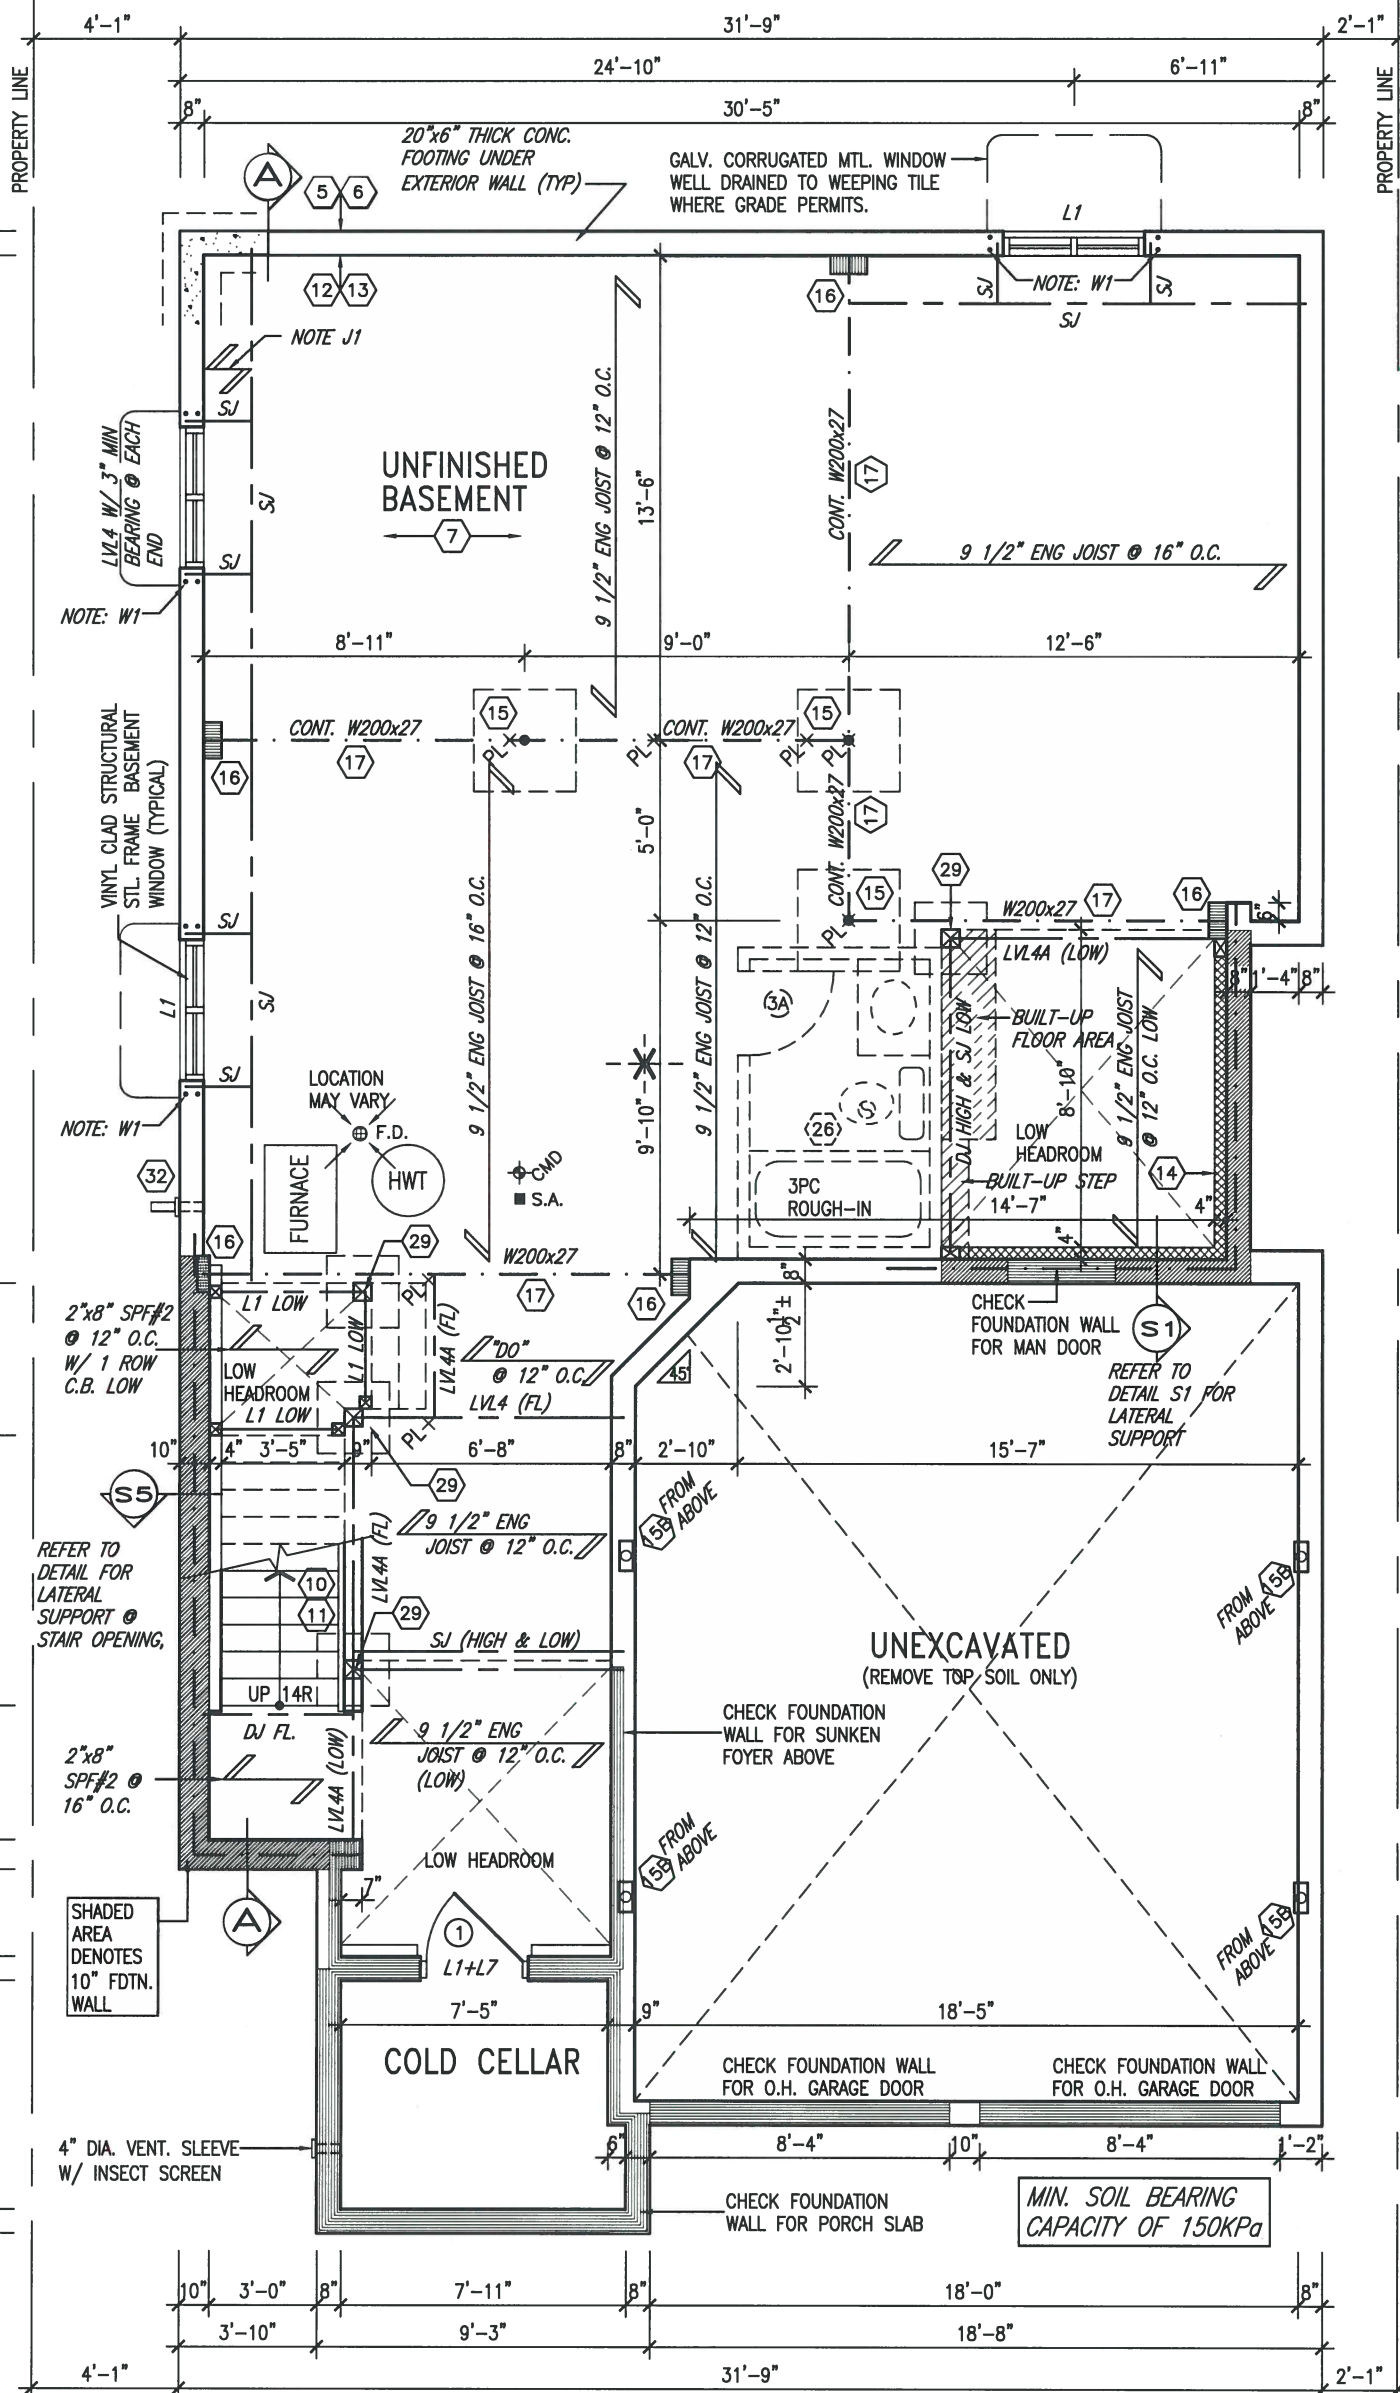 4'-1"
31'-9"
2'-1"
24'-10"
6'-11"
8"
30'-5"
8"
PROPERTY LINE
PROPERTY LINE
20"x6" THICK CONC.
FOOTING UNDER
EXTERIOR WALL (TYP)
GALV. CORRUGATED MTL. WINDOW
WELL DRAINED TO WEEPING TILE
WHERE GRADE PERMITS.
A
5
6
L1
12
13
16
NOTE: W1
SJ
SJ
SJ
NOTE J1
SJ
LVL4 W/ 3" MIN
BEARING @ EACH
END
UNFINISHED
BASEMENT
7
9 1/2" ENG JOIST @ 12" O.C.
13'-6"
CONT. W200x27
17
9 1/2" ENG JOIST @ 16" O.C.
SJ
SJ
NOTE: W1
8'-11"
9'-0"
12'-6"
VINYL CLAD STRUCTURAL
STL. FRAME BASEMENT
WINDOW (TYPICAL)
15
15
CONT. W200x27
CONT. W200x27
PL
PL
PL
PL
17
17
16
CONT. W200x27
17
5'-0"
15
29
W200x27
17
16
6"
PL
LVL4A (LOW)
SJ
SJ
L1
9 1/2" ENG JOIST @ 16" O.C.
9 1/2" ENG JOIST @ 12" O.C.
8"
1'-4"
8"
3A
DJ HIGH & SJ LOW
BUILT-UP
FLOOR AREA
8'-10"
9 1/2" ENG JOIST
@ 12" O.C. LOW
SJ
NOTE: W1
LOCATION
MAY VARY
F.D.
9'-10"
26
LOW
HEADROOM
14
FURNACE
HWT
CMD
S.A.
32
3PC
ROUGH-IN
BUILT-UP STEP
14'-7"
4"
4"
16
29
W200x27
17
16
8"
L1 LOW
PL
LVL4A (FL)
L1 LOW
2"x8" SPF#2
@ 12" O.C.
W/ 1 ROW
C.B. LOW
LOW
HEADROOM
L1 LOW
"DO"
@ 12" O.C.
LVL4 (FL)
PL
45°
2'-10 1/2"±
CHECK
FOUNDATION WALL
FOR MAN DOOR
S1
REFER TO
DETAIL S1 FOR
LATERAL
SUPPORT
10"
4"
3'-5"
9"
6'-8"
8"
2'-10"
15'-7"
S5
29
15B
FROM
ABOVE
REFER TO
DETAIL FOR
LATERAL
SUPPORT @
STAIR OPENING,
LVL4A (FL)
9 1/2" ENG
JOIST @ 12" O.C.
10
11
29
FROM
ABOVE
15B
SJ (HIGH & LOW)
UNEXCAVATED
(REMOVE TOP SOIL ONLY)
UP 14R
DJ FL.
CHECK FOUNDATION
WALL FOR SUNKEN
FOYER ABOVE
2"x8"
SPF#2 @
16" O.C.
LVL4A (LOW)
9 1/2" ENG
JOIST @ 12" O.C.
(LOW)
LOW HEADROOM
15B
FROM
ABOVE
7"
SHADED
AREA
DENOTES
10" FDTN.
WALL
A
1
L1+L7
FROM
ABOVE
15B
7'-5"
9"
18'-5"
COLD CELLAR
CHECK FOUNDATION WALL
FOR O.H. GARAGE DOOR
CHECK FOUNDATION WALL
FOR O.H. GARAGE DOOR
4" DIA. VENT. SLEEVE
W/ INSECT SCREEN
6"
8'-4"
10"
8'-4"
1'-2"
CHECK FOUNDATION
WALL FOR PORCH SLAB
MIN. SOIL BEARING
CAPACITY OF 150KPa
10"
3'-0"
8"
7'-11"
8"
18'-0"
8"
3'-10"
9'-3"
18'-8"
4'-1"
31'-9"
2'-1"